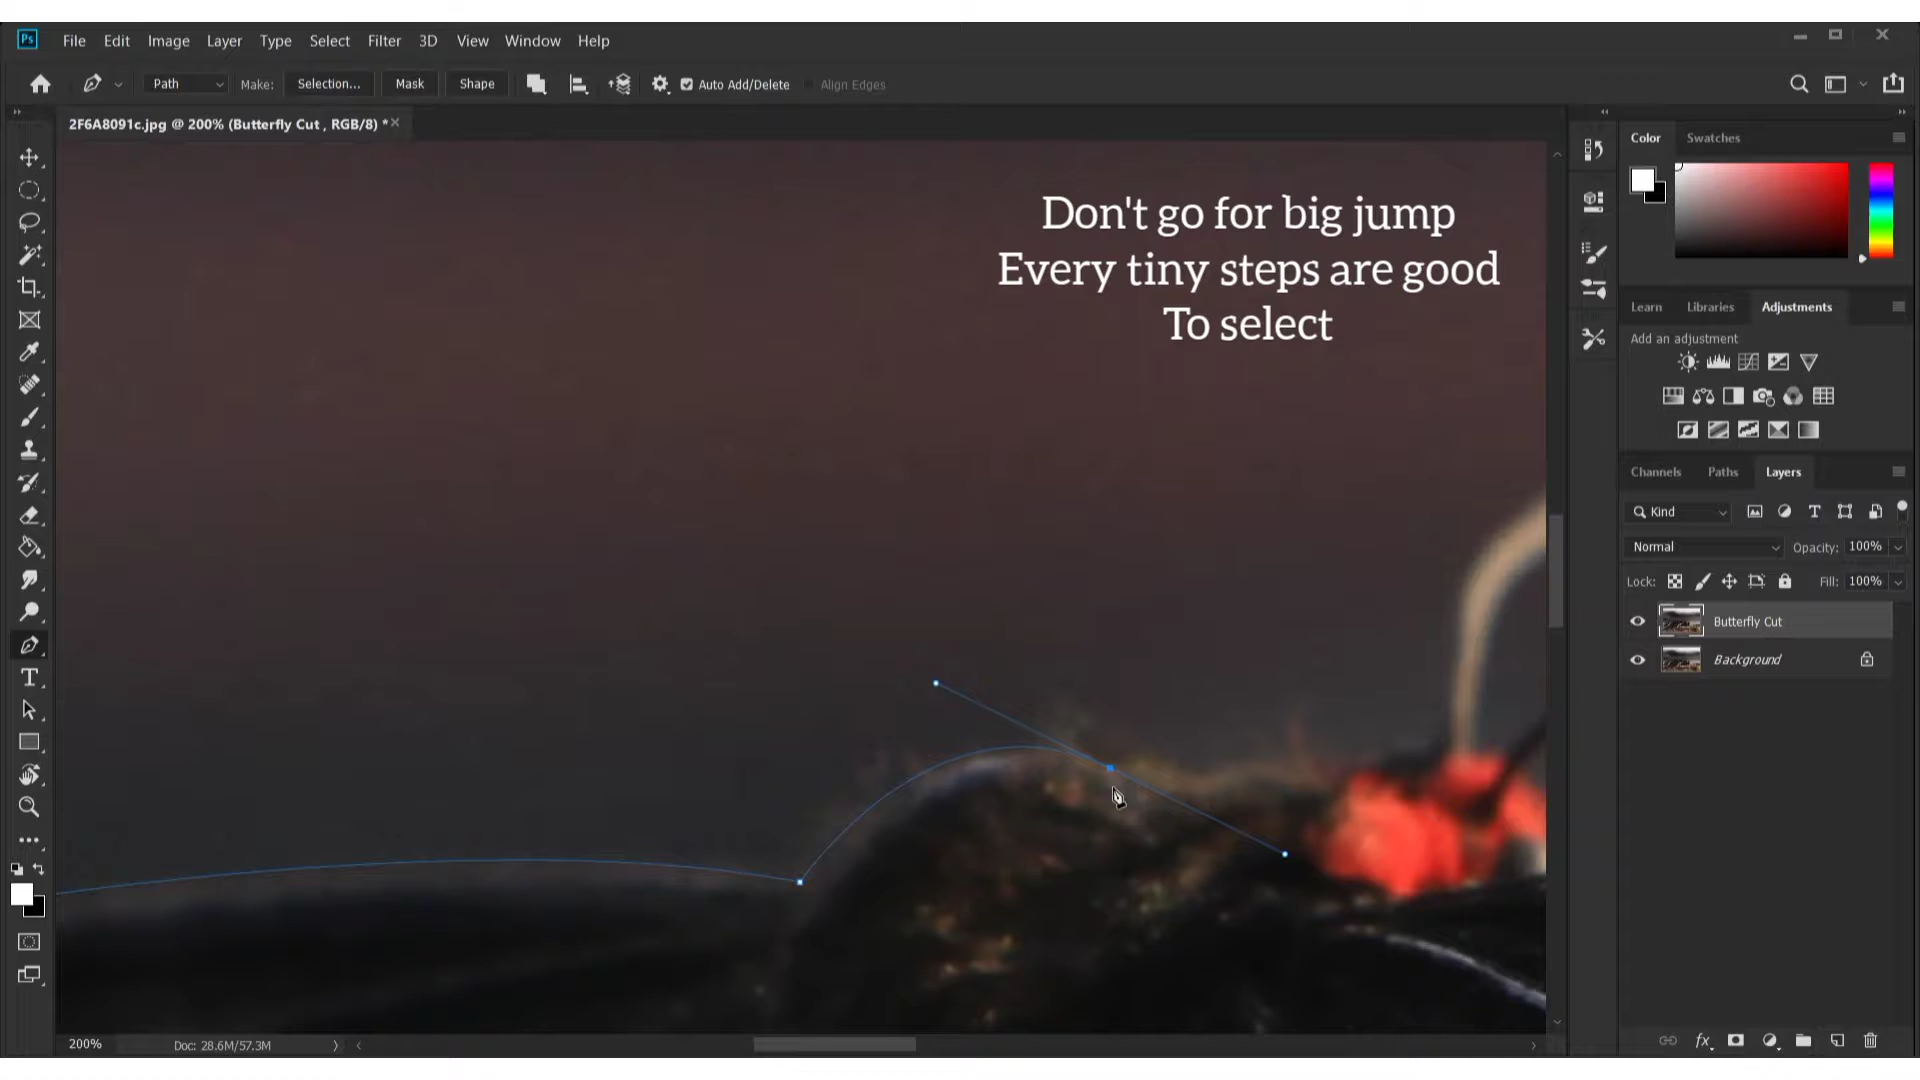 Ps
File Edit Image Layer Type Select Filter 3D View Window Help
Path Make: Selection... Mask Shape Auto Add/Delete Align Edges
2F6A8091c.jpg @ 200% (Butterfly Cut , RGB/8) *
Don't go for big jump
Every tiny steps are good
To select
Color Swatches
Learn Libraries Adjustments
Add an adjustment
Channels Paths Layers
Kind
Normal Opacity: 100%
Lock: Fill: 100%
Butterfly Cut
Background
200% Doc: 28.6M/57.3M